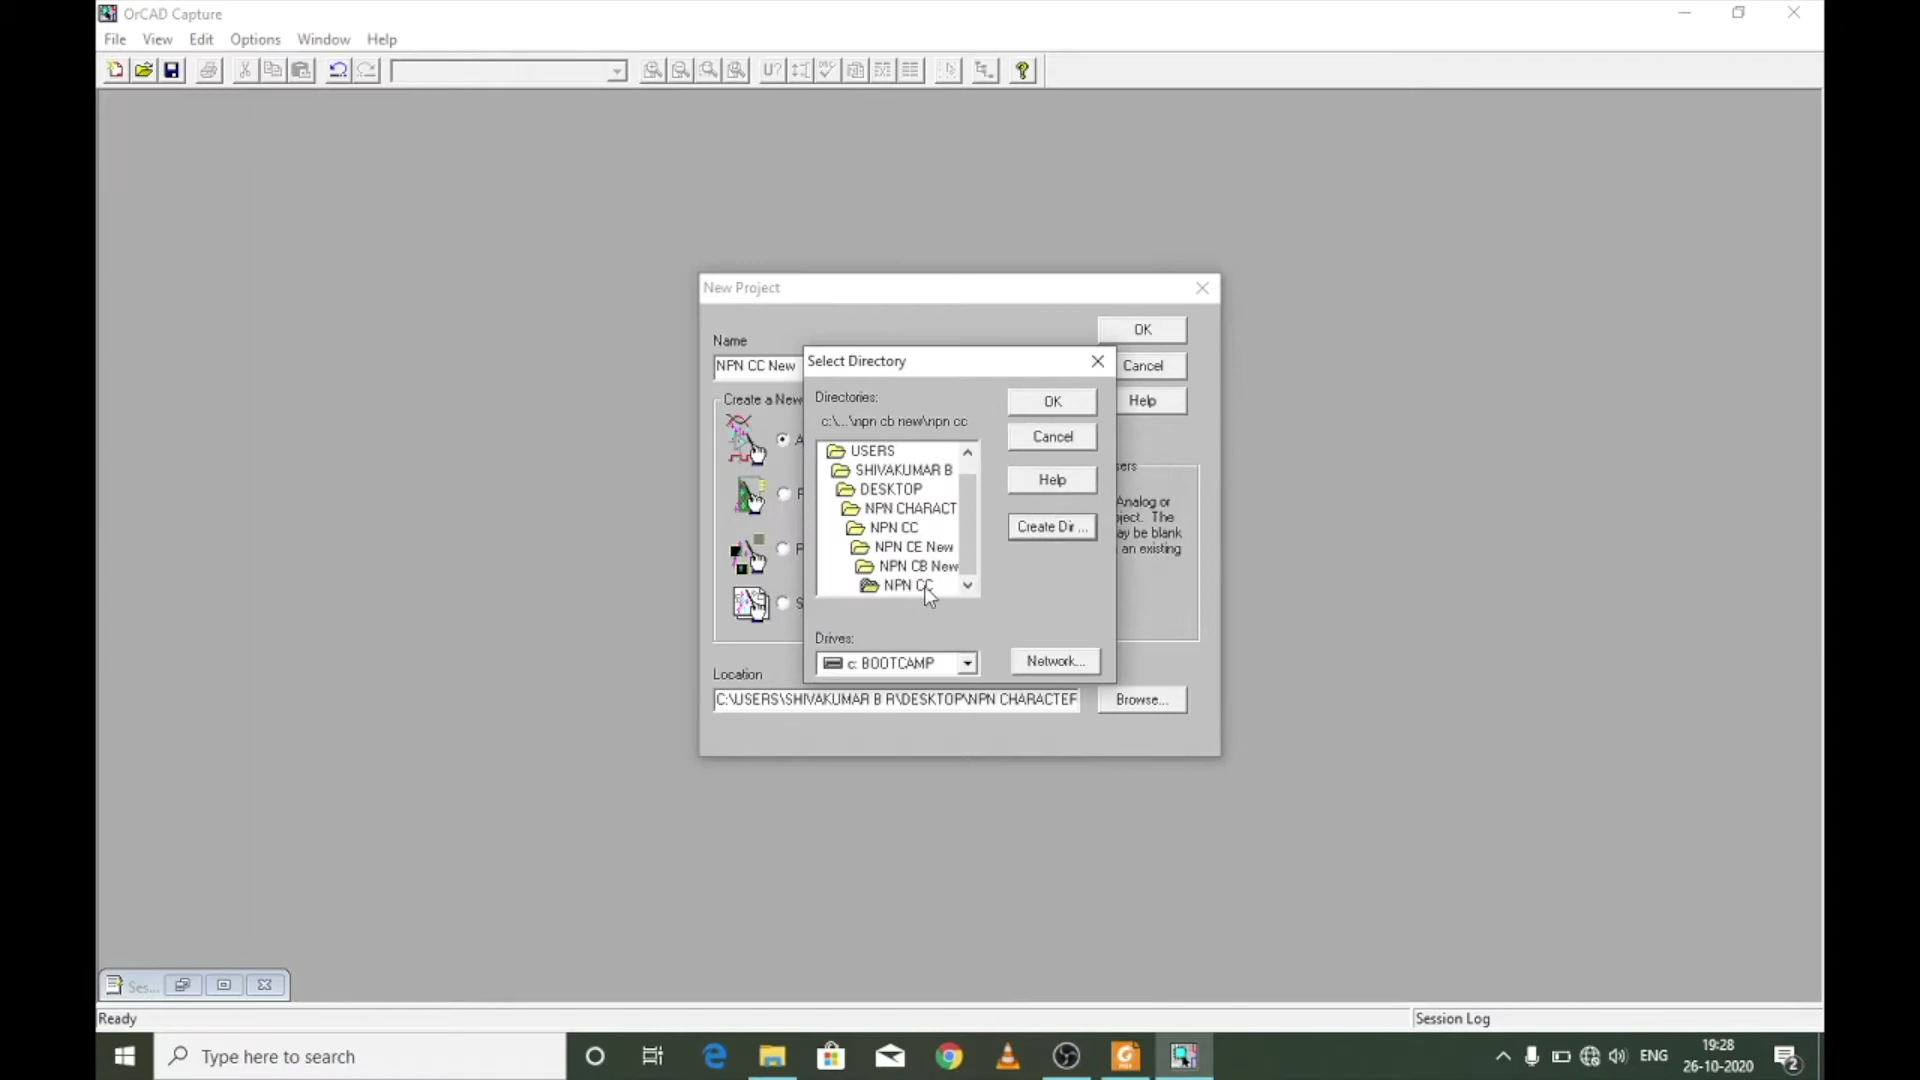 OrCAD Capture
File View Edit Options Window Help
U?
New Project
Name
OK
NPN CC New
Select Directory
Cancel
Create a New
Directories:
OK
Help
c:\...\npn cb new\npn cc
USERS
Cancel
SHIVAKUMAR B
DESKTOP
Help
NPN CHARACT
Analog or
NPN CC
Create Dir ...
ject. The
NPN CE New
ay be blank
an existing
NPN CB New
NPN CC
Drives:
c: BOOTCAMP
Network...
Location
C:\USERS\SHIVAKUMAR B R\DESKTOP\NPN CHARACTER
Browse...
Ses...
Ready
Session Log
Type here to search
ENG
19:28
26-10-2020
2